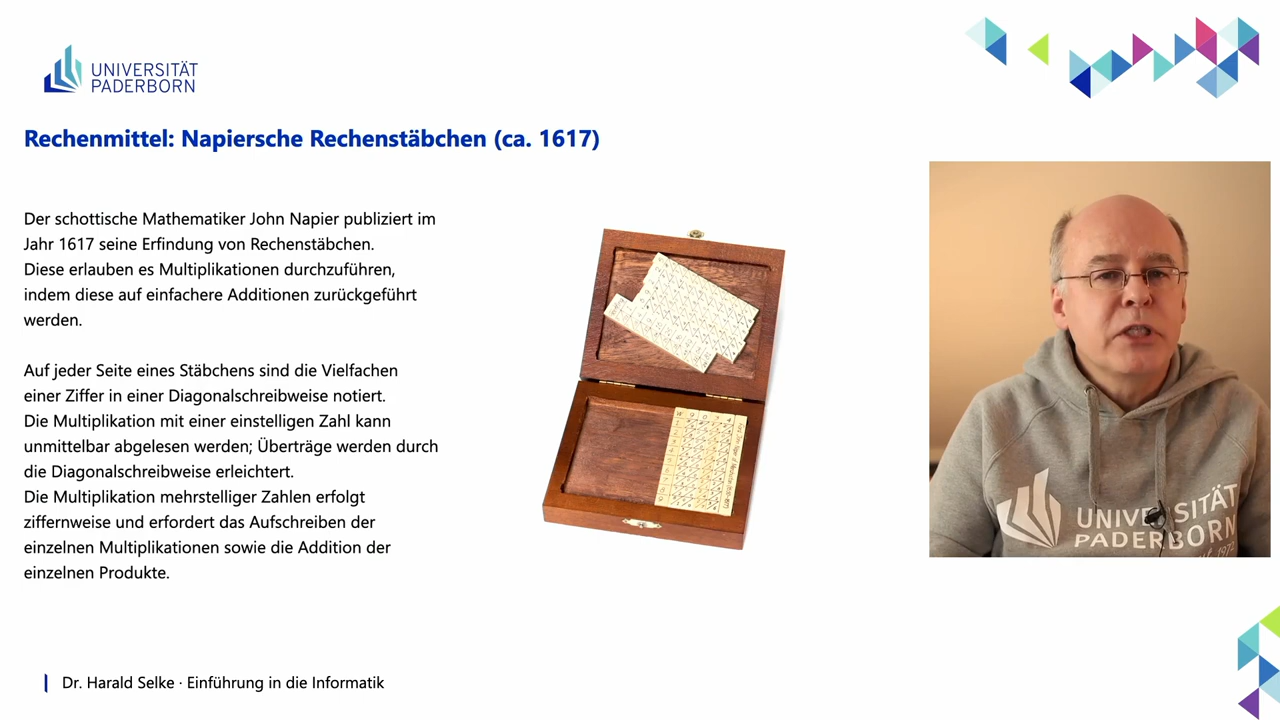 UNIVERSITÄT
PADERBORN
Rechenmittel: Napiersche Rechenstäbchen (ca. 1617)
Der schottische Mathematiker John Napier publiziert im
Jahr 1617 seine Erfindung von Rechenstäbchen.
Diese erlauben es Multiplikationen durchzuführen,
indem diese auf einfachere Additionen zurückgeführt
werden.
Auf jeder Seite eines Stäbchens sind die Vielfachen
einer Ziffer in einer Diagonalschreibweise notiert.
Die Multiplikation mit einer einstelligen Zahl kann
unmittelbar abgelesen werden; Überträge werden durch
die Diagonalschreibweise erleichtert.
Die Multiplikation mehrstelliger Zahlen erfolgt
ziffernweise und erfordert das Aufschreiben der
einzelnen Multiplikationen sowie die Addition der
einzelnen Produkte.
UNIVERSITÄT
PADERBORN
Dr. Harald Selke · Einführung in die Informatik